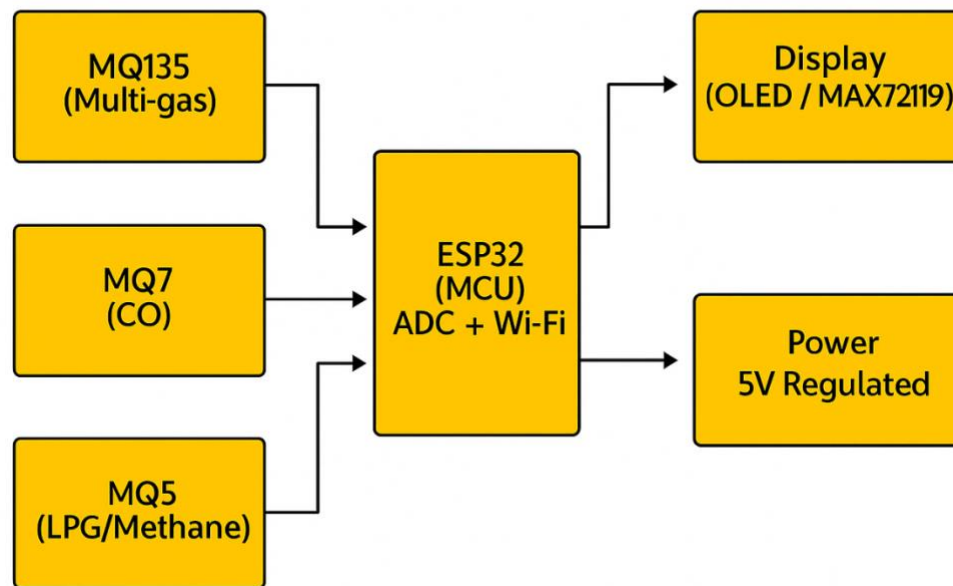 MQ135
(Multi-gas)
MQ7
(CO)
MQ5
(LPG/Methane)
ESP32
(MCU)
ADC + Wi-Fi
Display
(OLED / MAX72119)
Power
5V Regulated